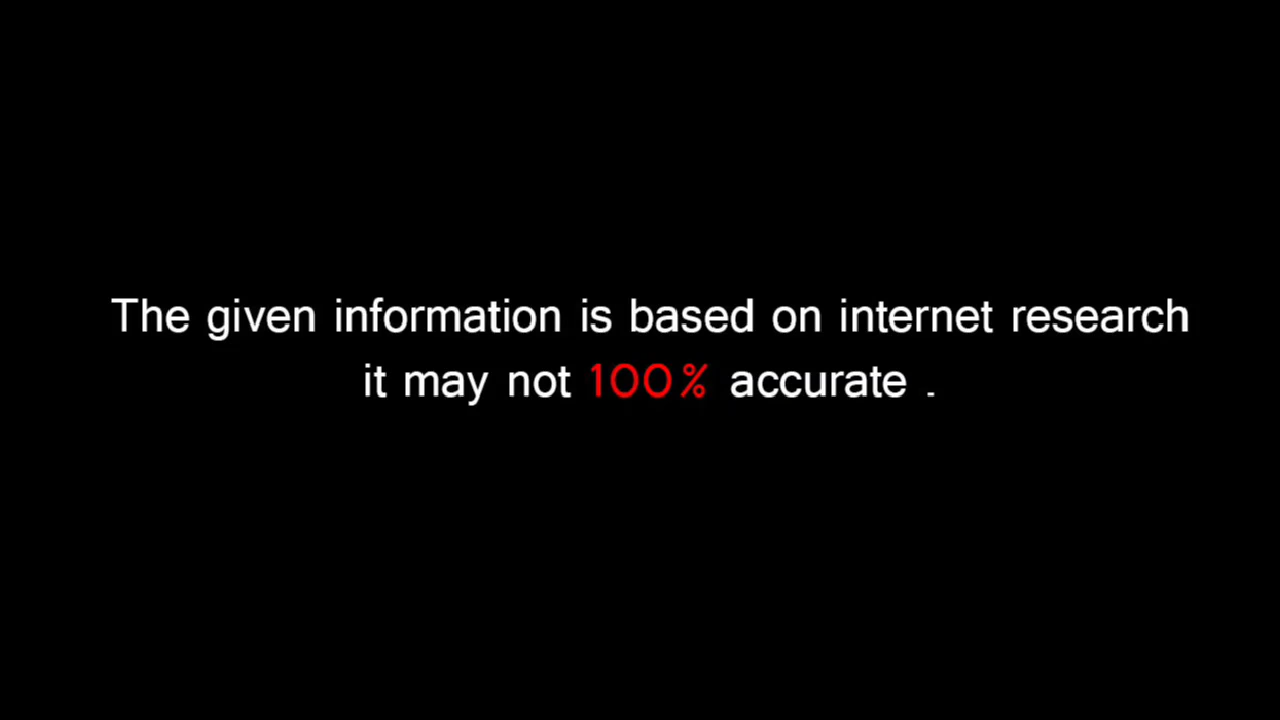 The given information is based on internet research
it may not 100% accurate .